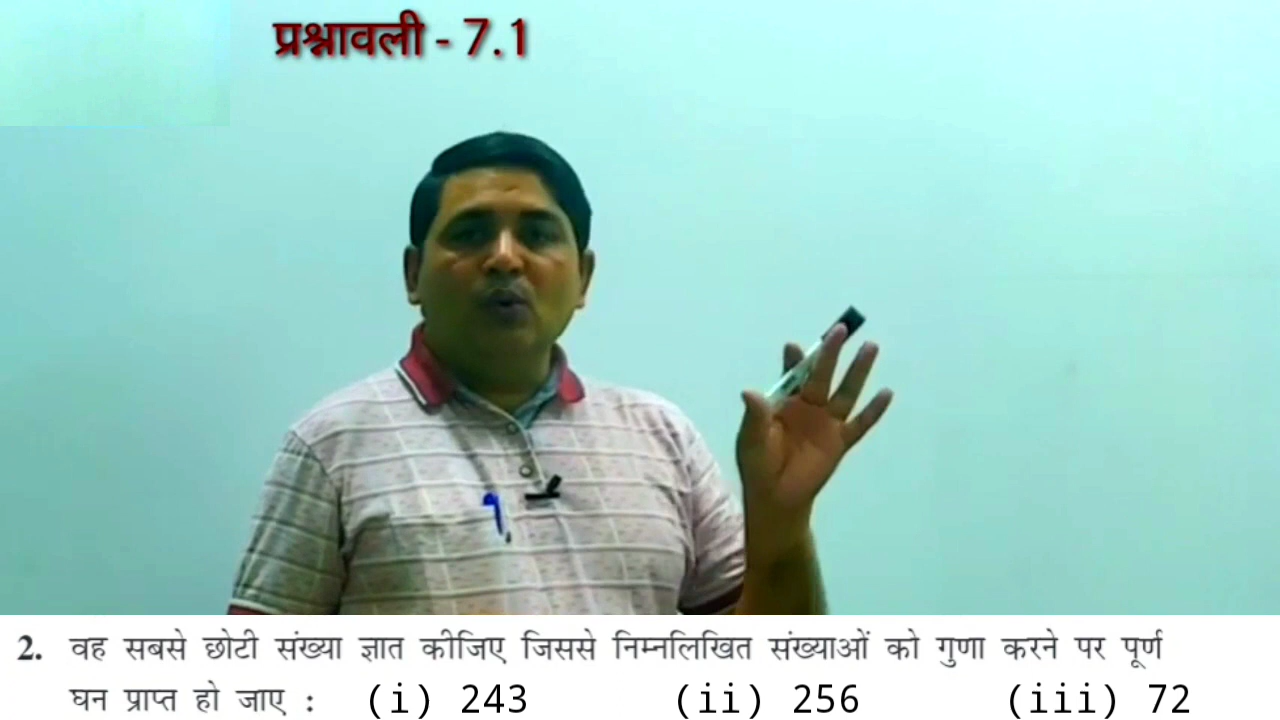 प्रश्नावली - 7.1
2. वह सबसे छोटी संख्या ज्ञात कीजिए जिससे निम्नलिखित संख्याओं को गुणा करने पर पूर्ण
घन प्राप्त हो जाए : (i) 243 (ii) 256 (iii) 72